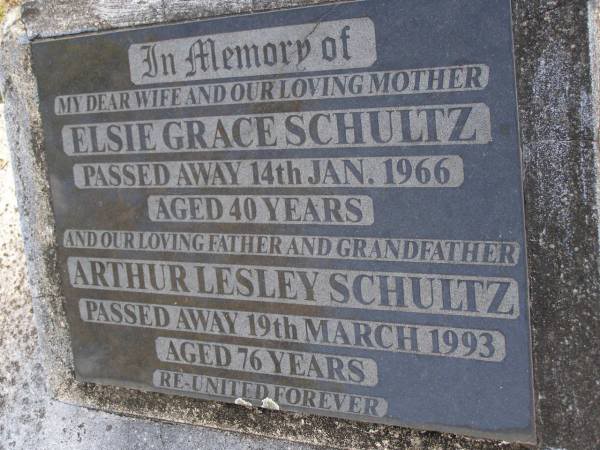 In Memory of
MY DEAR WIFE AND OUR LOVING MOTHER
ELSIE GRACE SCHULTZ
PASSED AWAY 14th JAN. 1966
AGED 40 YEARS
AND OUR LOVING FATHER AND GRANDFATHER
ARTHUR LESLEY SCHULTZ
PASSED AWAY 19th MARCH 1993
AGED 76 YEARS
RE-UNITED FOREVER